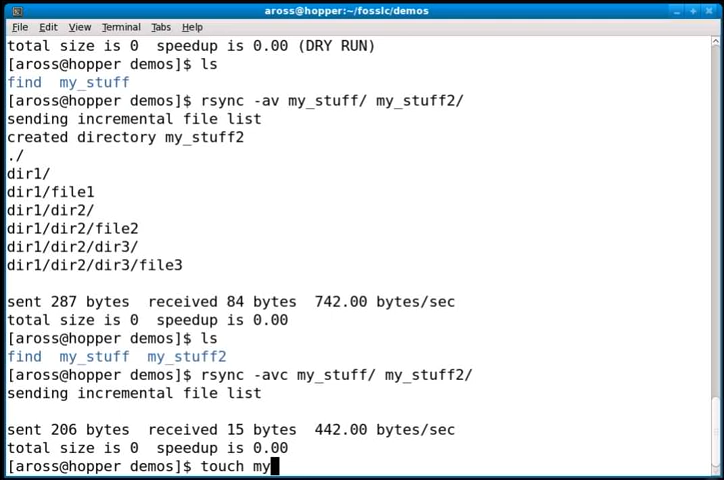 aross@hopper:~/fossic/demos
File Edit View Terminal Tabs Help
total size is 0  speedup is 0.00 (DRY RUN)
[aross@hopper demos]$ ls
find  my_stuff
[aross@hopper demos]$ rsync -av my_stuff/ my_stuff2/
sending incremental file list
created directory my_stuff2
./
dir1/
dir1/file1
dir1/dir2/
dir1/dir2/file2
dir1/dir2/dir3/
dir1/dir2/dir3/file3
sent 287 bytes  received 84 bytes  742.00 bytes/sec
total size is 0  speedup is 0.00
[aross@hopper demos]$ ls
find  my_stuff  my_stuff2
[aross@hopper demos]$ rsync -avc my_stuff/ my_stuff2/
sending incremental file list
sent 206 bytes  received 15 bytes  442.00 bytes/sec
total size is 0  speedup is 0.00
[aross@hopper demos]$ touch my